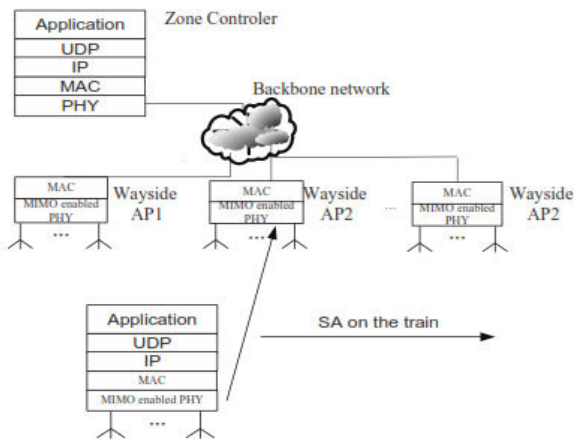 Zone Controler
Application
UDP
IP
MAC
PHY
Backbone network
MAC
MIMO enabled
PHY
...
Wayside
AP1
MAC
MIMO enabled
PHY
...
Wayside
AP2
...
MAC
MIMO enabled
PHY
...
Wayside
AP2
Application
UDP
IP
MAC
MIMO enabled PHY
...
SA on the train